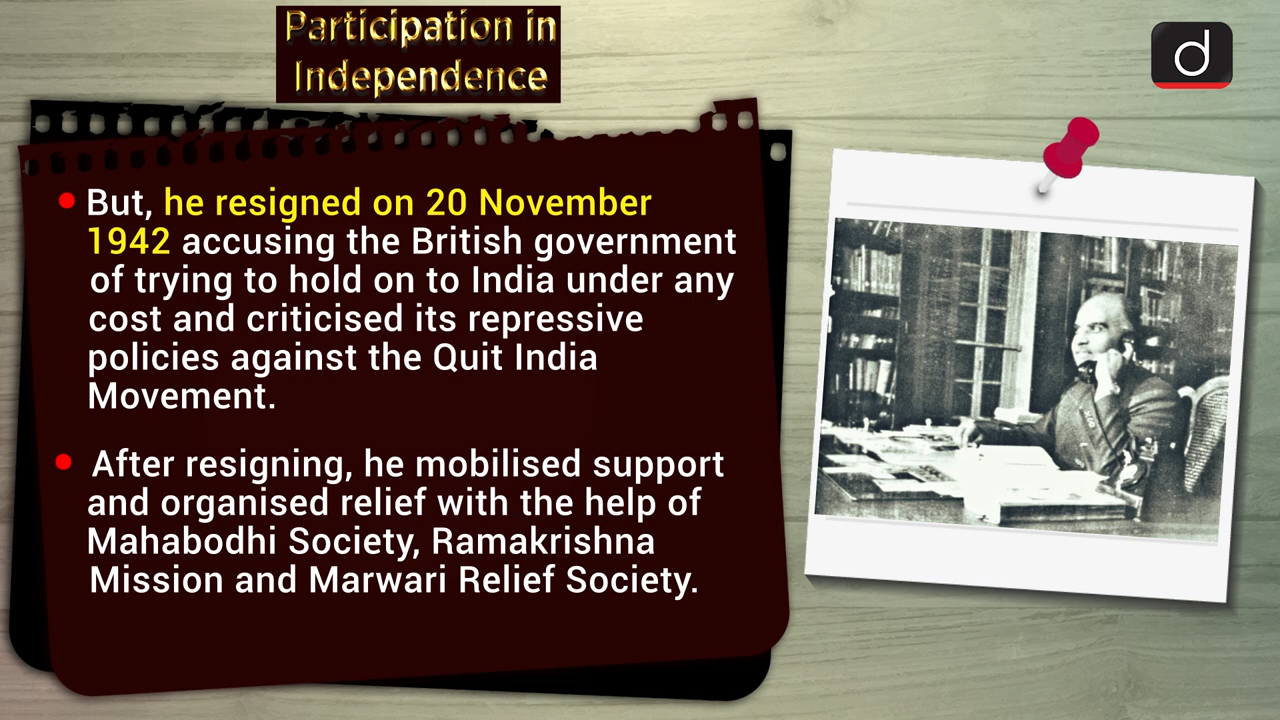 Participation in
Independence
d
But, he resigned on 20 November
1942 accusing the British government
of trying to hold on to India under any
cost and criticised its repressive
policies against the Quit India
Movement.
After resigning, he mobilised support
and organised relief with the help of
Mahabodhi Society, Ramakrishna
Mission and Marwari Relief Society.